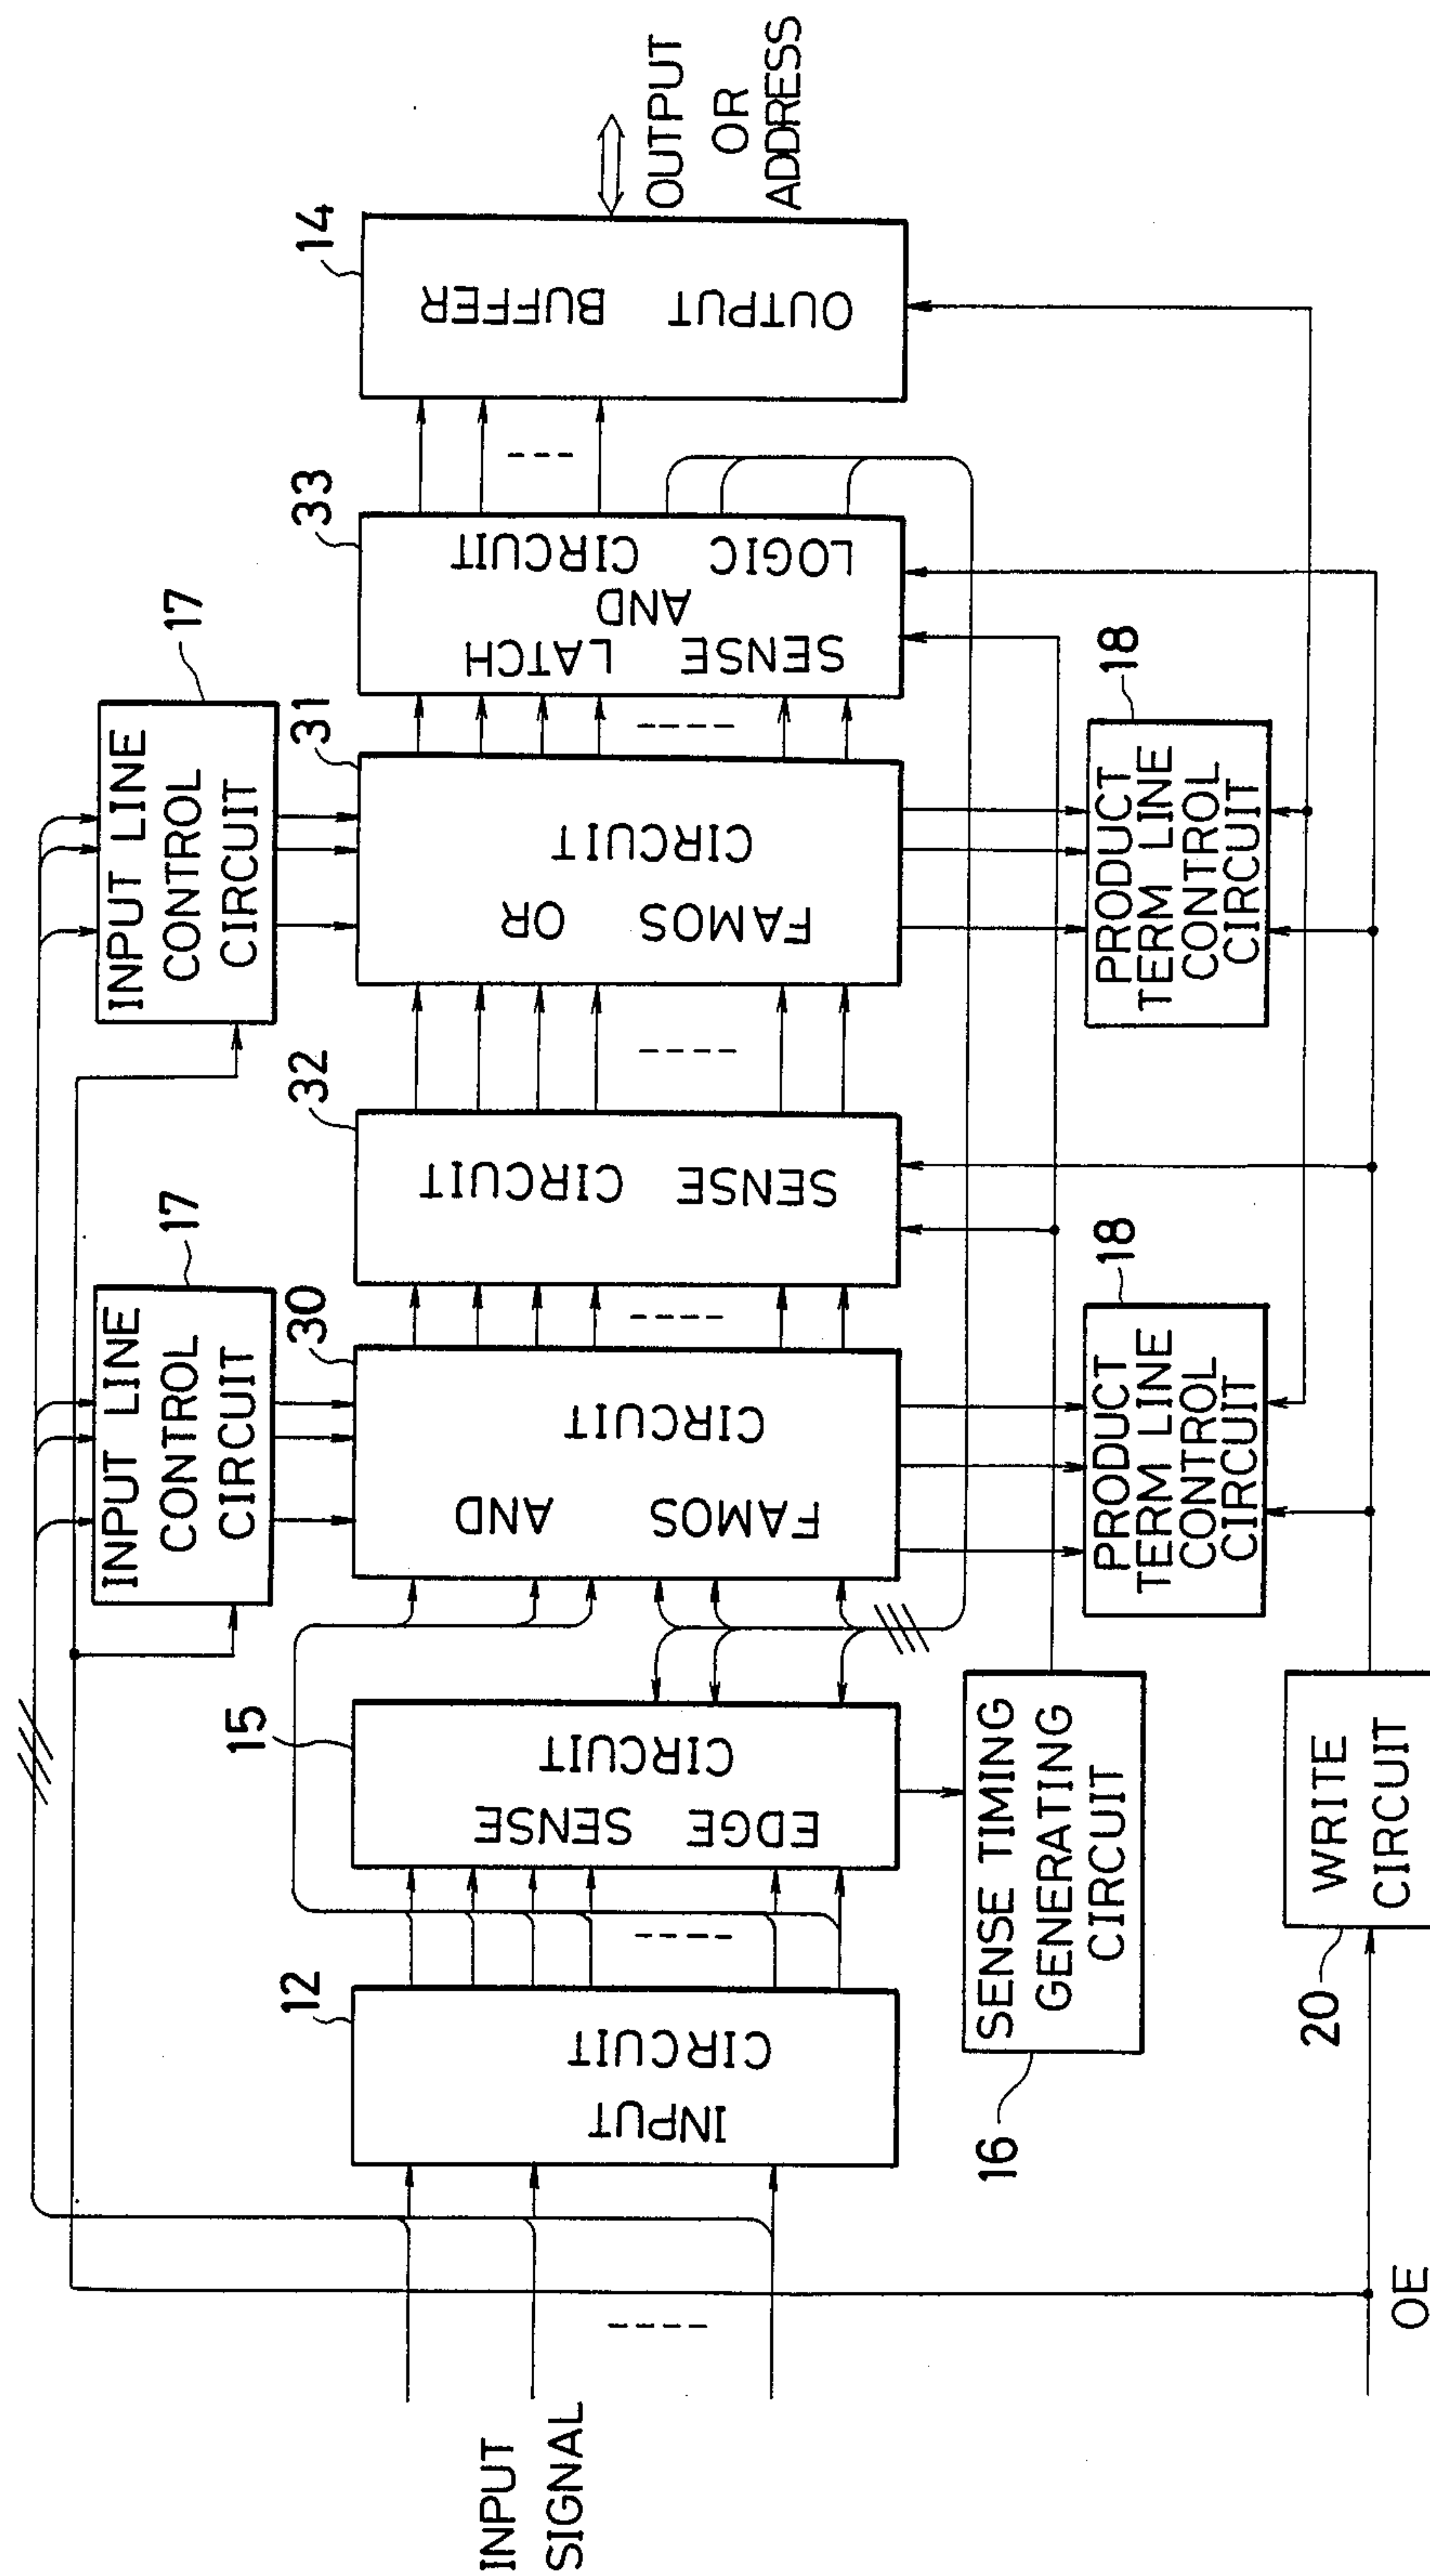 INPUT
SIGNAL
12
INPUT
CIRCUIT
15
EDGE SENSE
CIRCUIT
17
INPUT LINE
CONTROL
CIRCUIT
30
FAMOS AND
CIRCUIT
32
SENSE CIRCUIT
17
INPUT LINE
CONTROL
CIRCUIT
31
FAMOS OR
CIRCUIT
33
SENSE LATCH
AND
LOGIC CIRCUIT
14
OUTPUT BUFFER
OUTPUT
OR
ADDRESS
16
SENSE TIMING
GENERATING
CIRCUIT
18
PRODUCT
TERM LINE
CONTROL
CIRCUIT
18
PRODUCT
TERM LINE
CONTROL
CIRCUIT
20
WRITE
CIRCUIT
OE